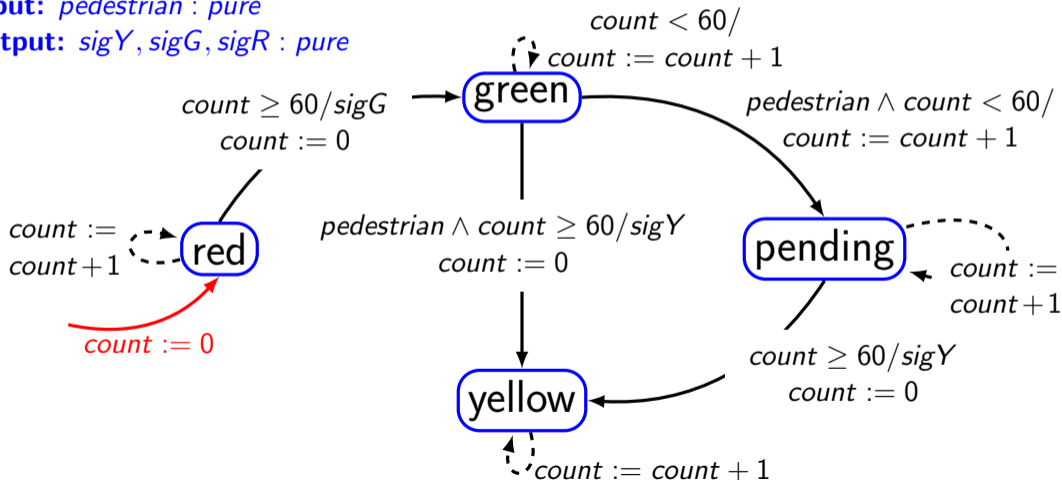 put: pedestrian : pure
tput: sigY, sigG, sigR : pure
count < 60/
count := count + 1
green
count ≥ 60/sigG
count := 0
pedestrian ∧ count < 60/
count := count + 1
count :=
count + 1
red
pedestrian ∧ count ≥ 60/sigY
count := 0
pending
count :=
count + 1
count := 0
count ≥ 60/sigY
count := 0
yellow
count := count + 1